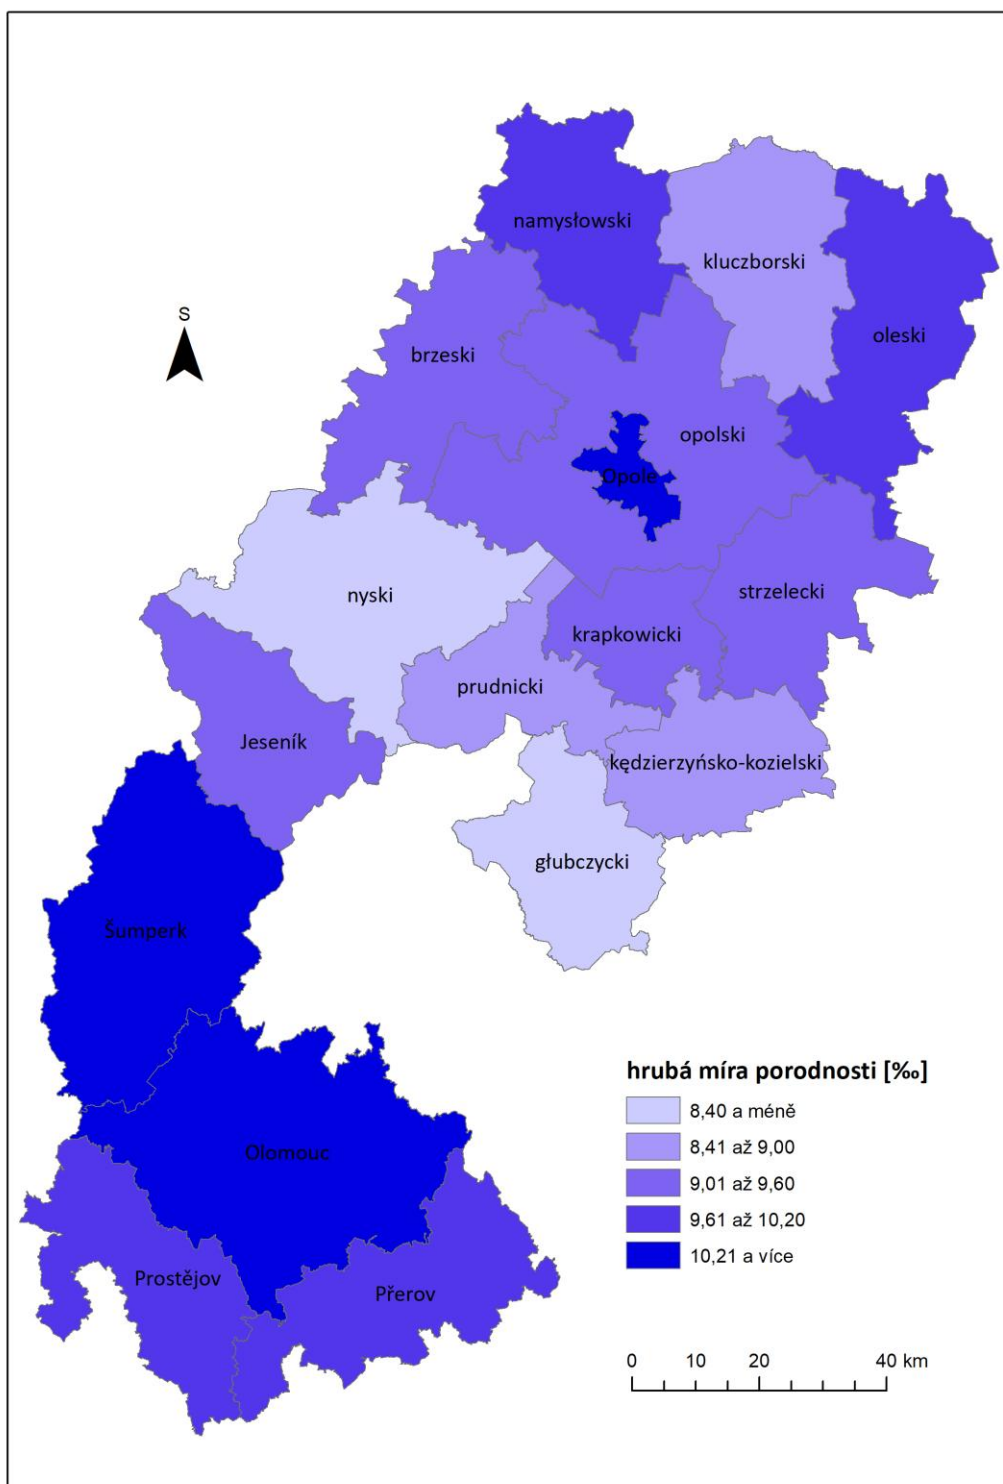 namysłowski
kluczborski
S
oleski
brzeski
opolski
Opole
strzelecki
nyski
krapkowicki
prudnicki
Jeseník
kędzierzyńsko-kozielski
głubczycki
Šumperk
hrubá míra porodnosti [‰]
8,40 a méně
8,41 až 9,00
Olomouc
9,01 až 9,60
9,61 až 10,20
10,21 a více
Prostějov
Přerov
0 10 20 40 km